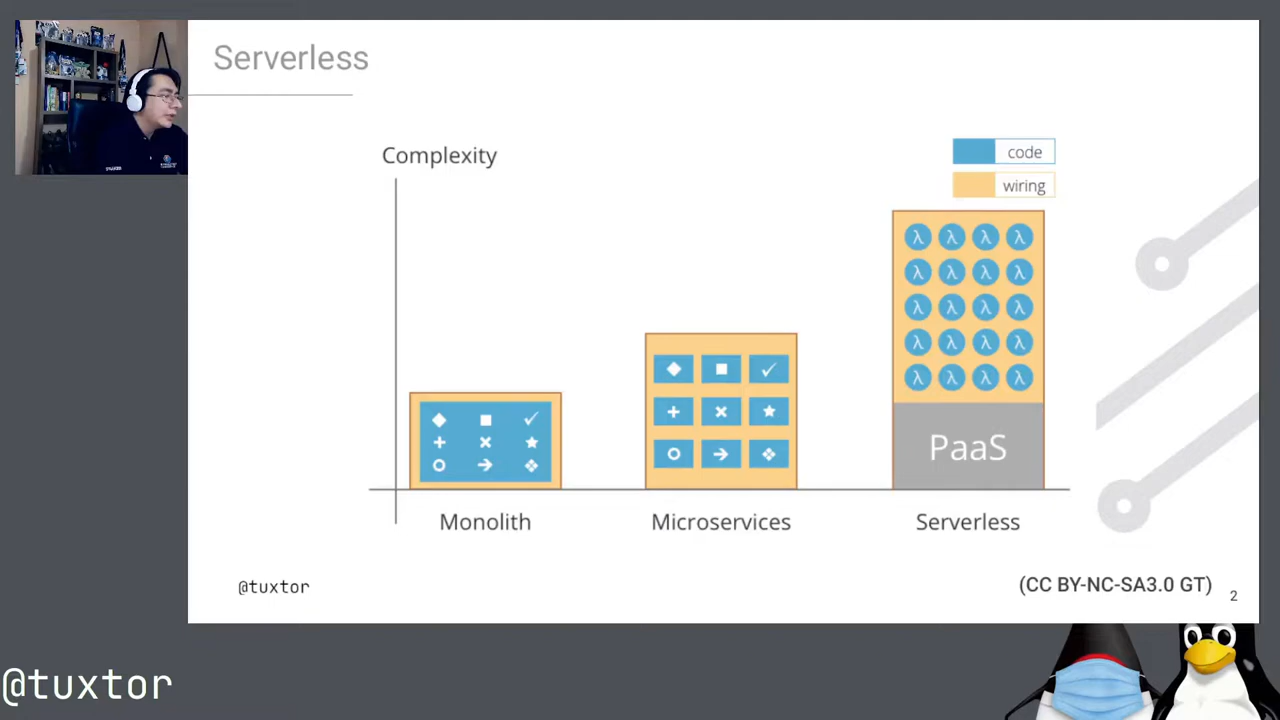 Serverless
Complexity
code
wiring
λ λ λ λ
λ λ λ λ
λ λ λ λ
λ λ λ λ
λ λ λ λ
PaaS
Monolith
Microservices
Serverless
@tuxtor
(CC BY-NC-SA3.0 GT)
2
@tuxtor